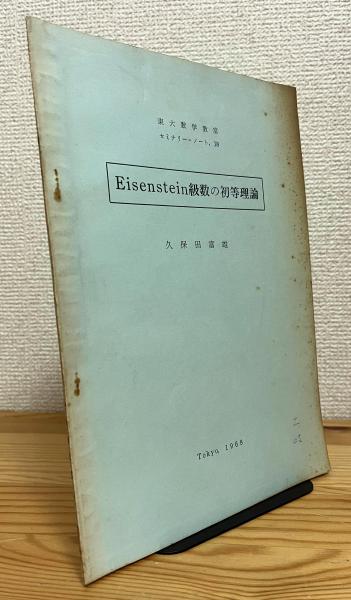 東大数学教室
セミナリー・ノート, 20
Eisenstein級数の初等理論
久保田富雄
Tokyo 1968